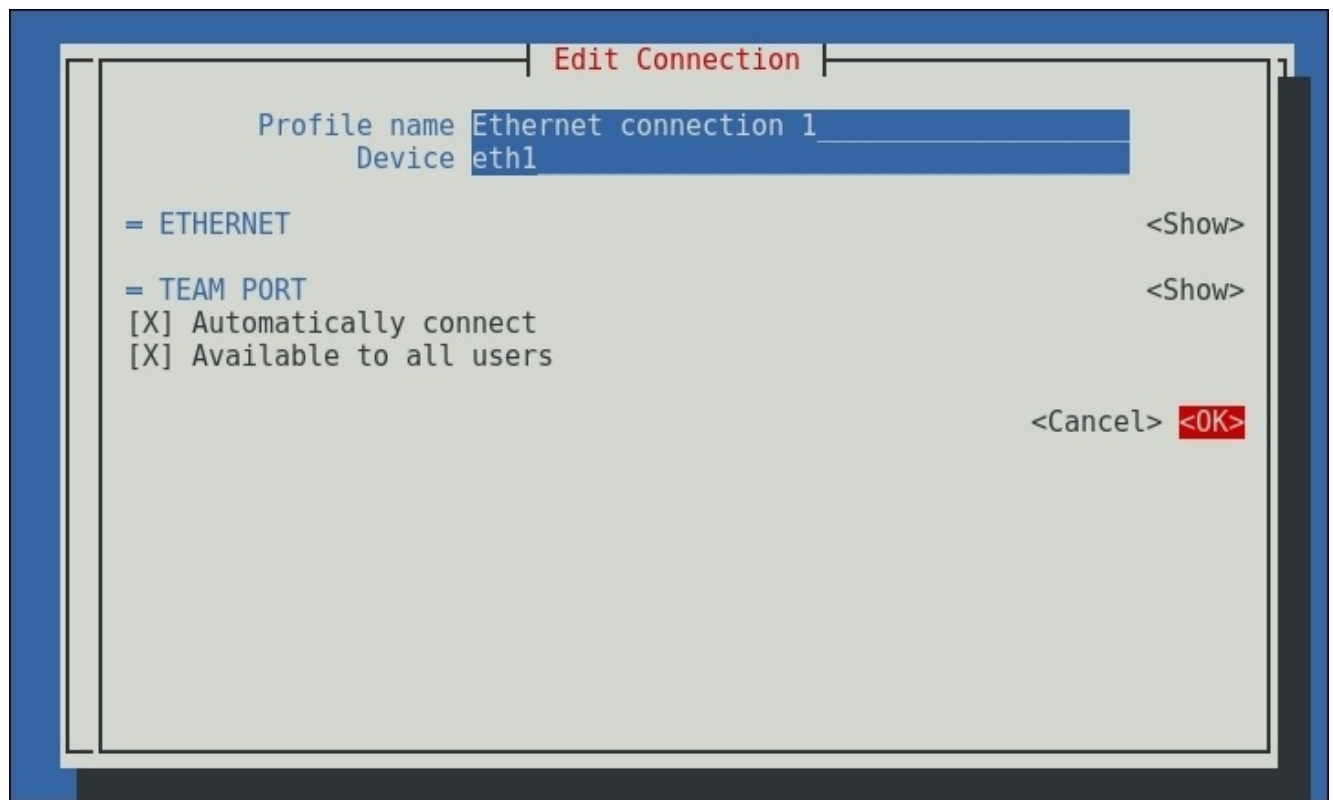 Edit Connection
Profile name Ethernet connection 1
Device eth1
= ETHERNET <Show>
= TEAM PORT <Show>
[X] Automatically connect
[X] Available to all users
<Cancel> <OK>